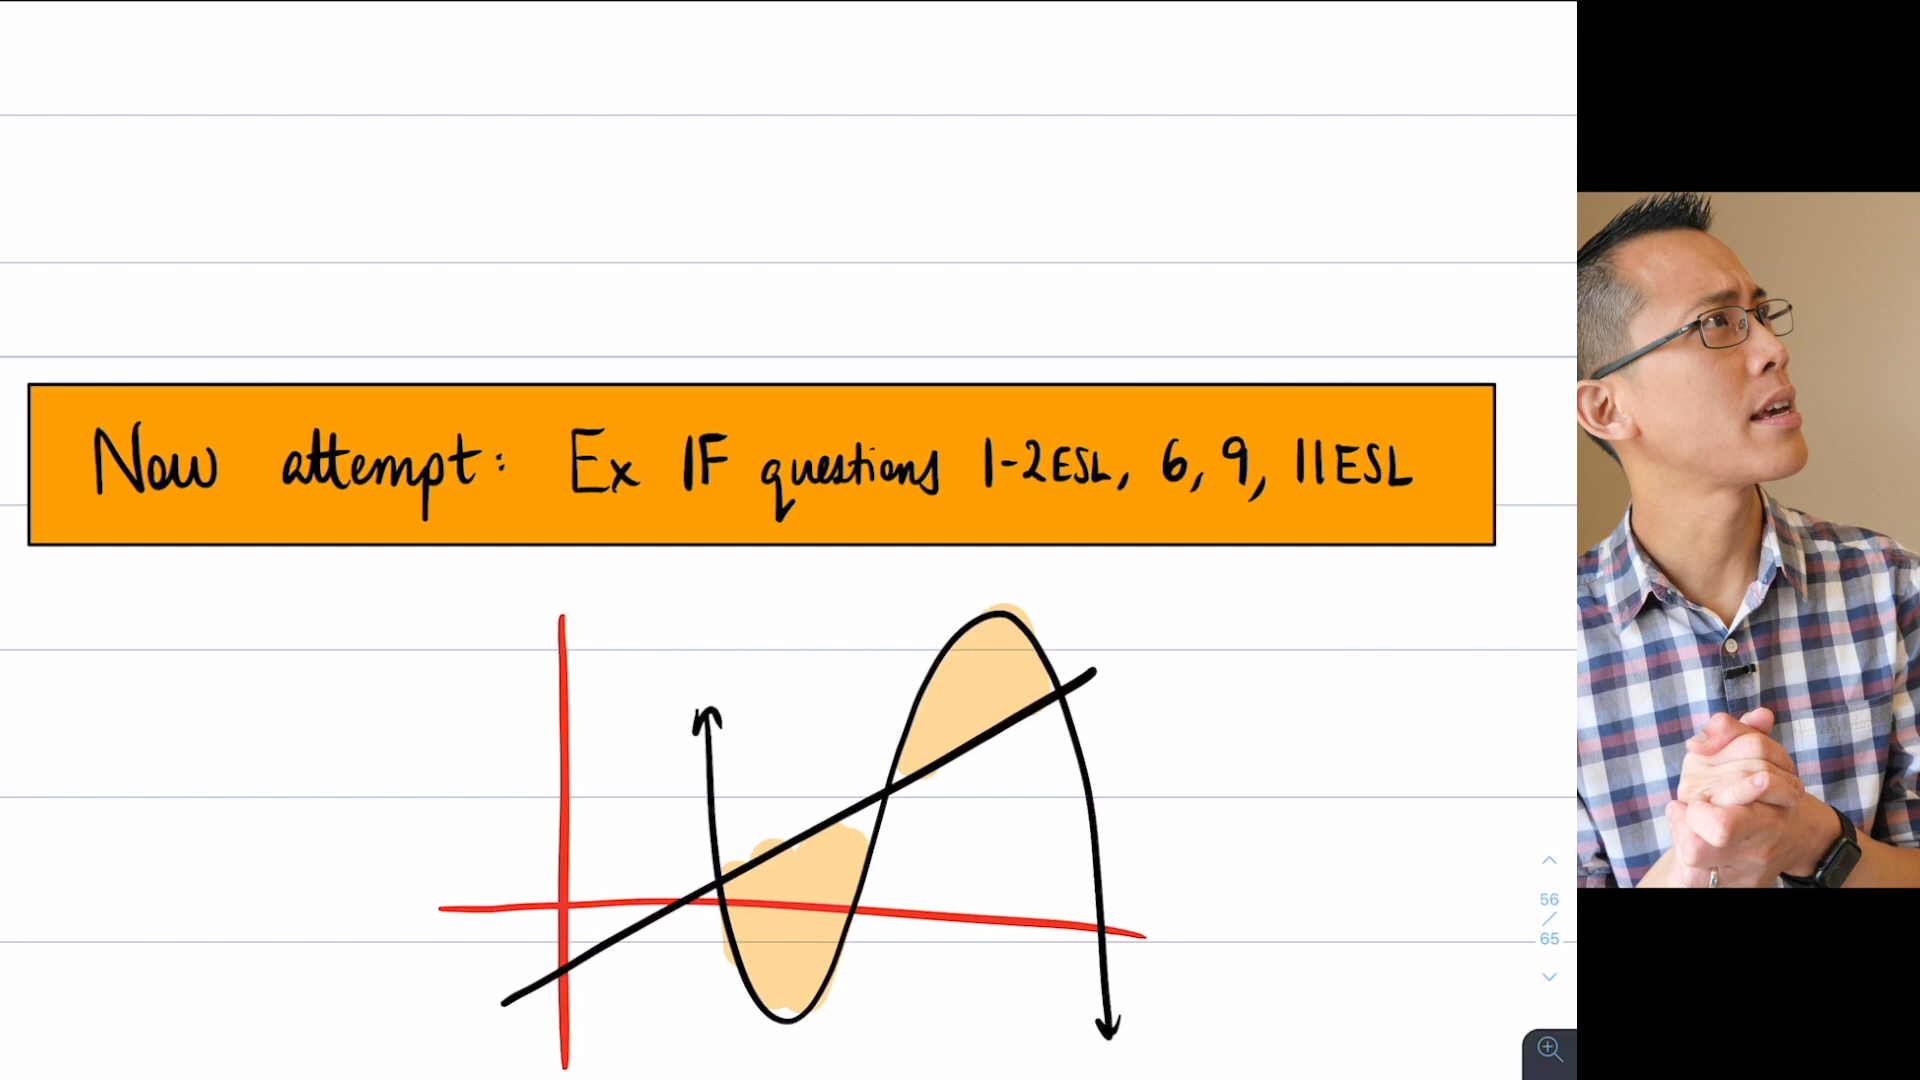 Now attempt: Ex 1F questions 1-2ESL, 6, 9, 11ESL
56
/
65